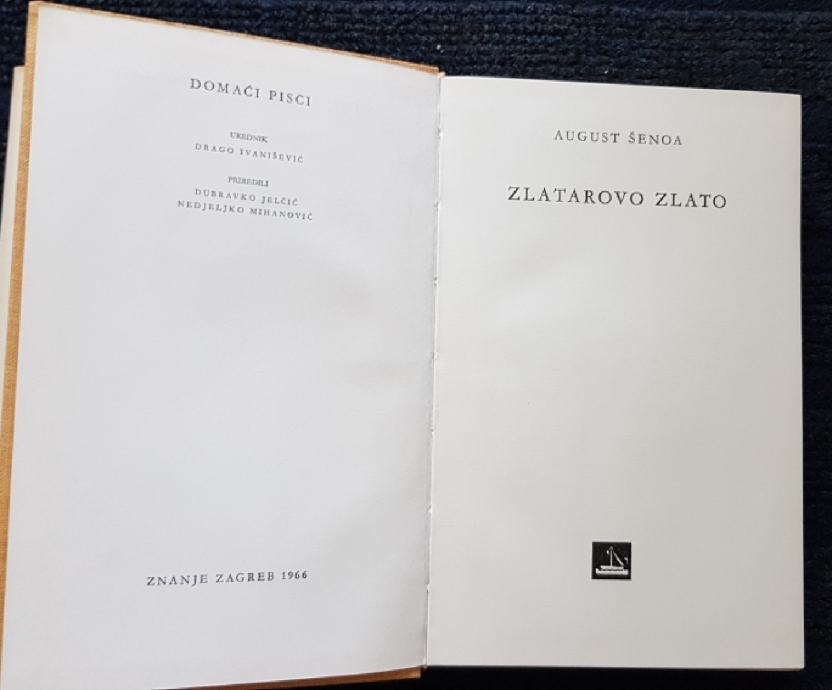 DOMAĆI PISCI
UREDNIK
DRAGO IVANIŠEVIĆ
PRIREDILI
DUBRAVKO JELČIĆ
NEDJELJKO MIHANOVIĆ
ZNANJE ZAGREB 1966
AUGUST ŠENOA
ZLATAROVO ZLATO